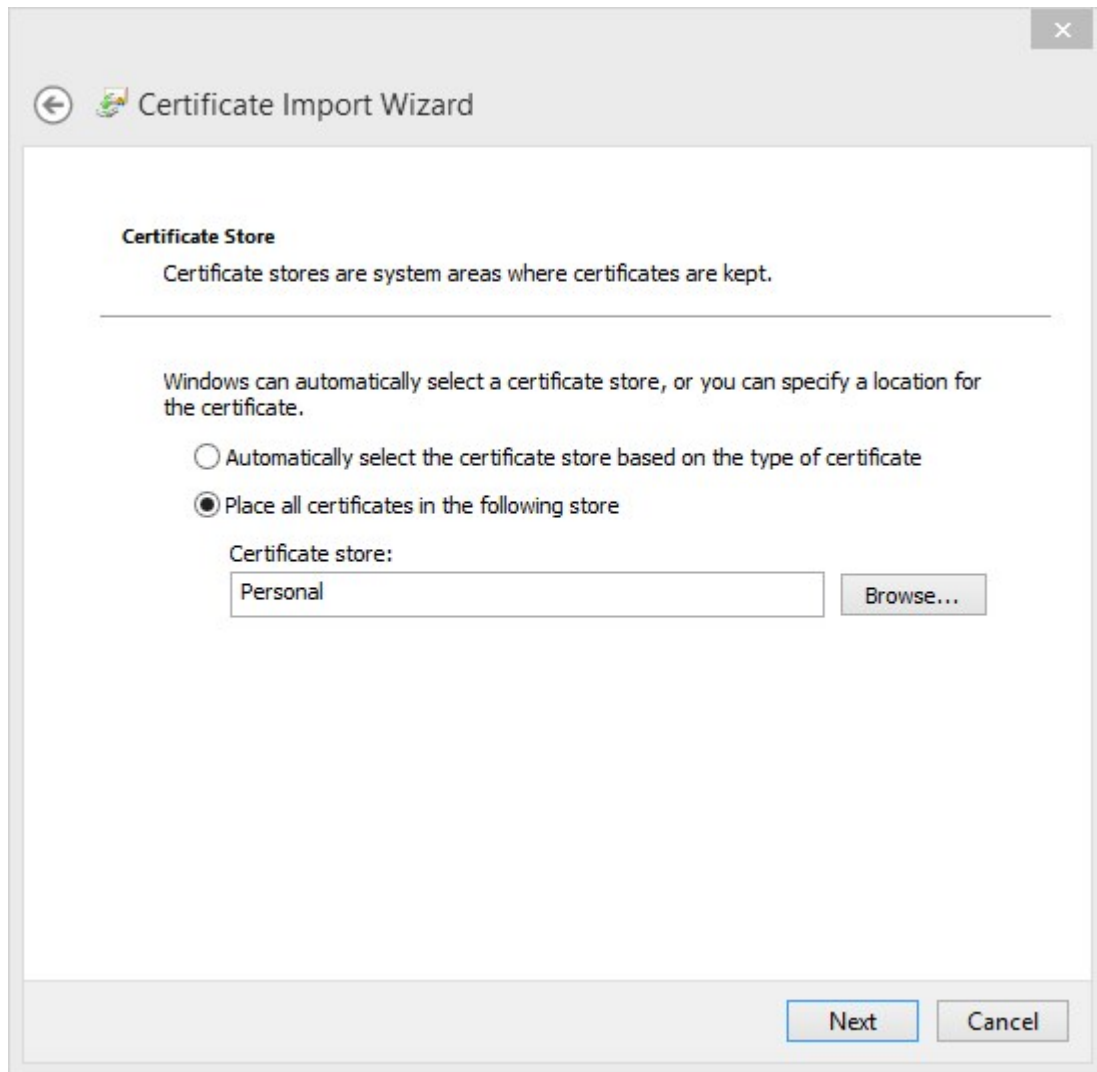 Certificate Import Wizard
Certificate Store
Certificate stores are system areas where certificates are kept.
Windows can automatically select a certificate store, or you can specify a location for
the certificate.
Automatically select the certificate store based on the type of certificate
Place all certificates in the following store
Certificate store:
Personal
Browse...
Next
Cancel